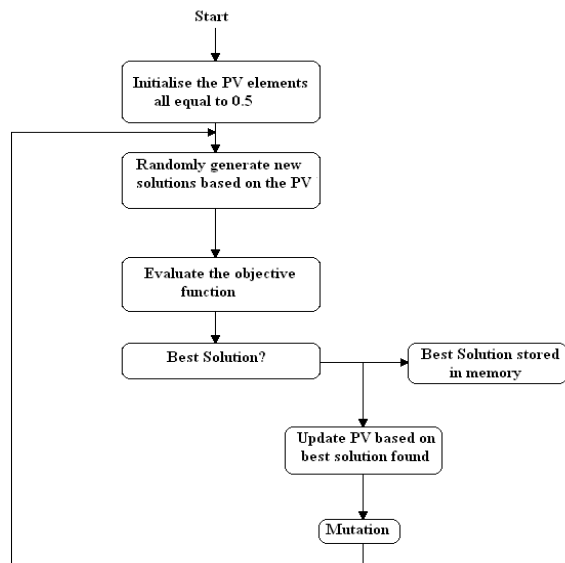 Start
Initialise the PV elements
all equal to 0.5
Randomly generate new
solutions based on the PV
Evaluate the objective
function
Best Solution?
Best Solution stored
in memory
Update PV based on
best solution found
Mutation